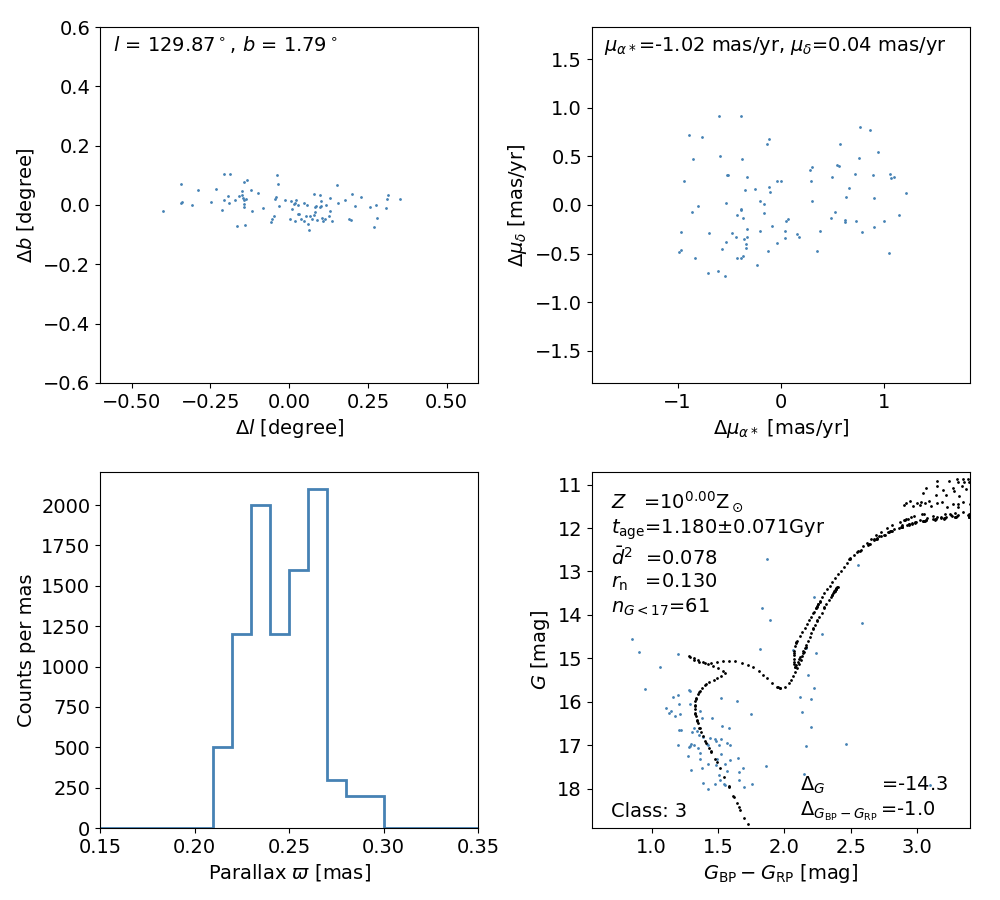 l = 129.87°, b = 1.79°
0.6
0.4
0.2
0.0
−0.2
−0.4
−0.6
Δb [degree]
−0.50 −0.25 0.00 0.25 0.50
Δl [degree]
μα∗=-1.02 mas/yr, μδ=0.04 mas/yr
1.5
1.0
0.5
0.0
−0.5
−1.0
−1.5
Δμδ [mas/yr]
−1 0 1
Δμα∗ [mas/yr]
2000
1750
1500
1250
1000
750
500
250
0
Counts per mas
0.15 0.20 0.25 0.30 0.35
Parallax ϖ [mas]
Z =10^0.00 Z⊙
t_age=1.180±0.071Gyr
d̄² =0.078
r_n =0.130
n_G<17=61
11
12
13
14
15
16
17
18
G [mag]
Δ_G =-14.3
Δ_G_BP−G_RP =-1.0
Class: 3
1.0 1.5 2.0 2.5 3.0
G_BP − G_RP [mag]